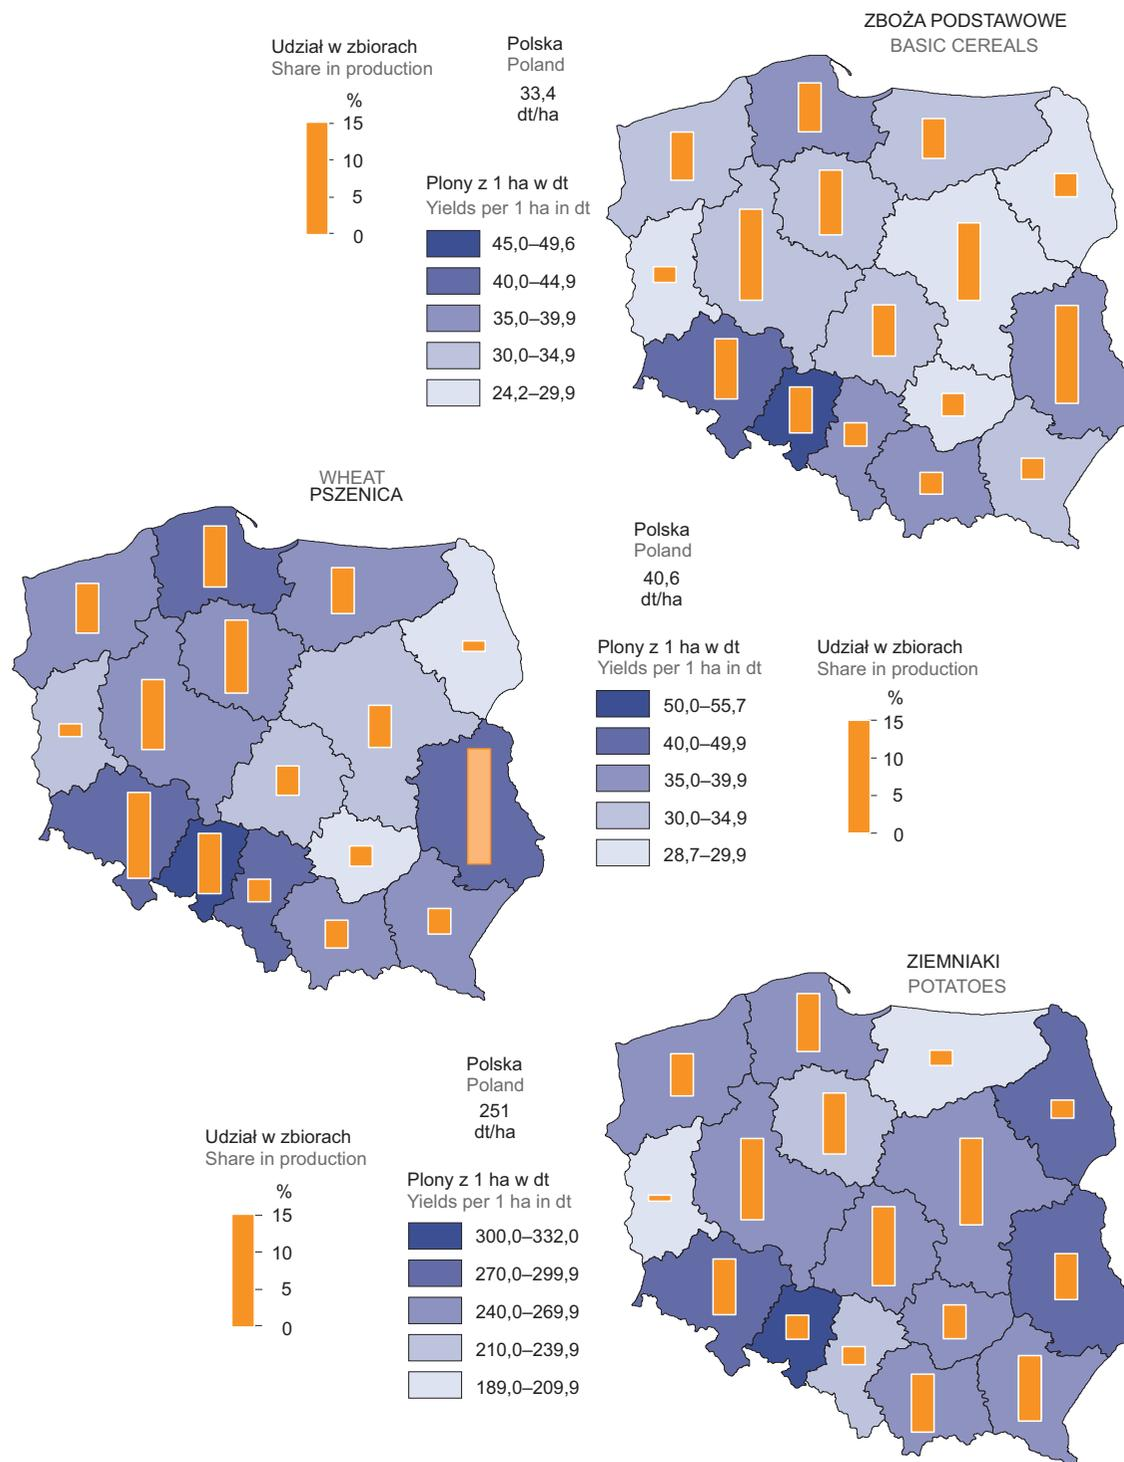 ZBOŻA PODSTAWOWE
BASIC CEREALS
Udział w zbiorach
Share in production
%
15
10
5
0
Polska
Poland
33,4
dt/ha
Plony z 1 ha w dt
Yields per 1 ha in dt
45,0–49,6
40,0–44,9
35,0–39,9
30,0–34,9
24,2–29,9
WHEAT
PSZENICA
Polska
Poland
40,6
dt/ha
Plony z 1 ha w dt
Yields per 1 ha in dt
50,0–55,7
40,0–49,9
35,0–39,9
30,0–34,9
28,7–29,9
Udział w zbiorach
Share in production
%
15
10
5
0
ZIEMNIAKI
POTATOES
Polska
Poland
251
dt/ha
Udział w zbiorach
Share in production
%
15
10
5
0
Plony z 1 ha w dt
Yields per 1 ha in dt
300,0–332,0
270,0–299,9
240,0–269,9
210,0–239,9
189,0–209,9